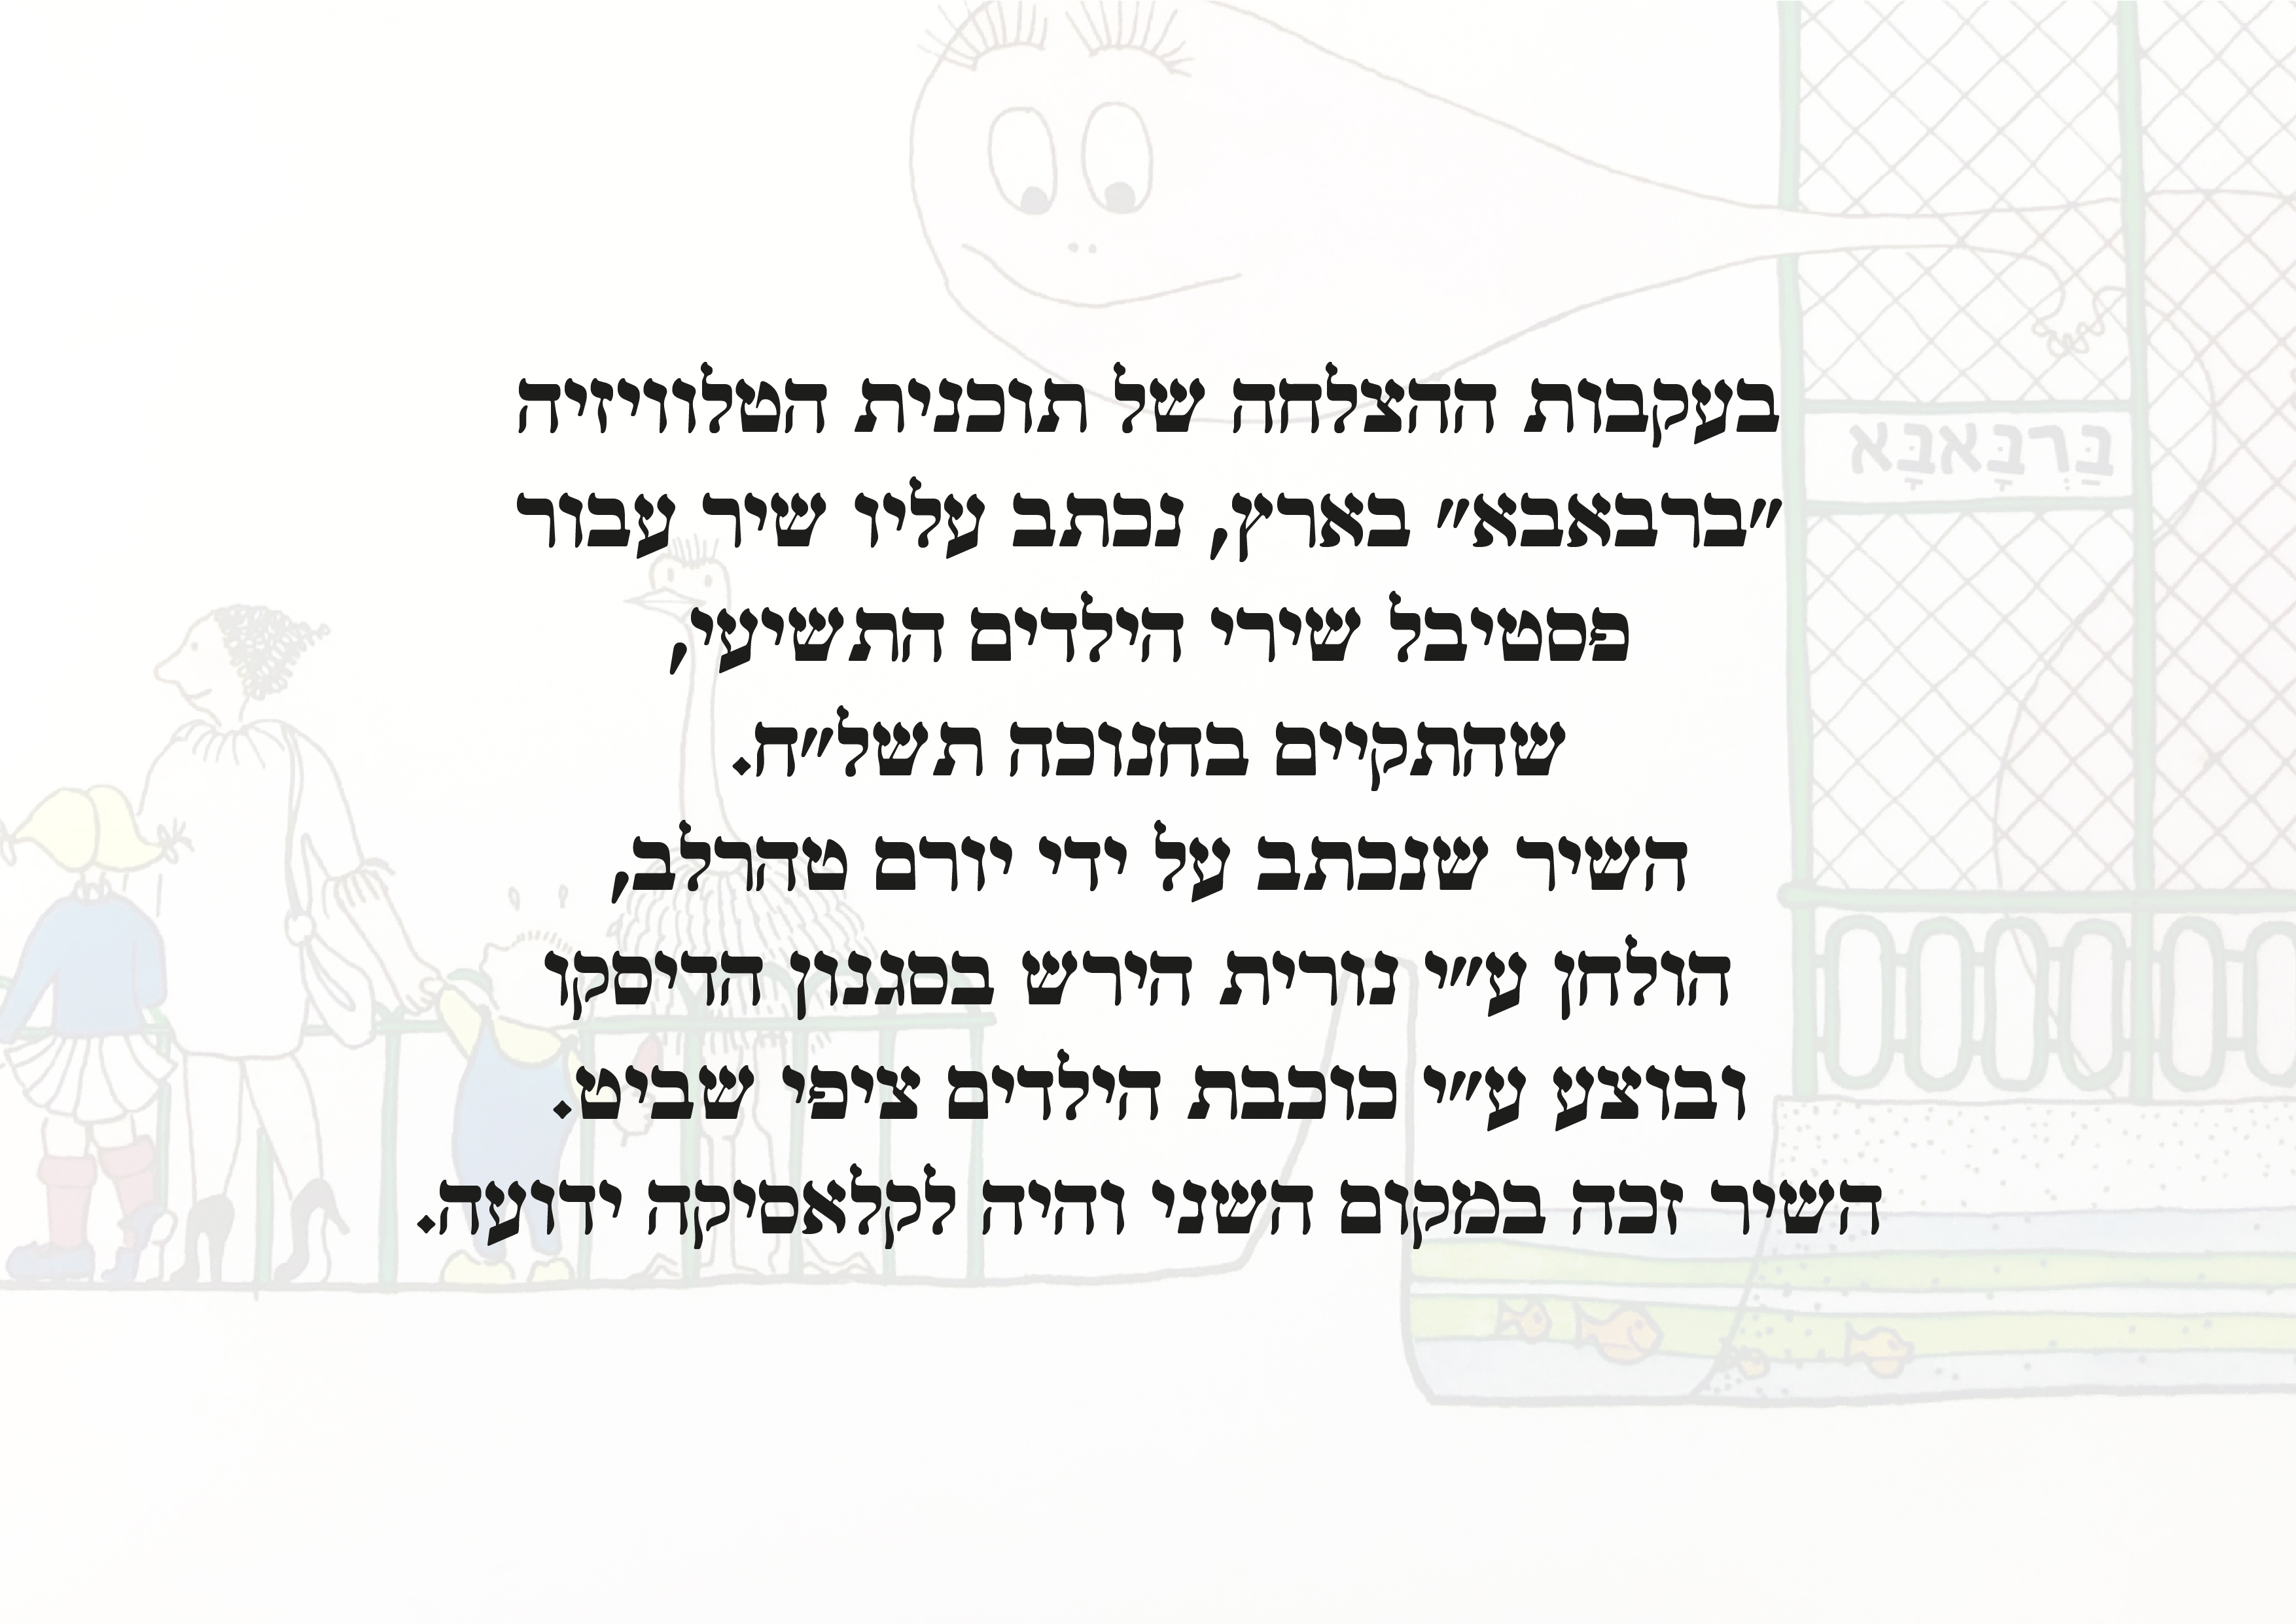 בעקבות ההצלחה של תוכנית הטלוויזיה
"ברבאבא" בארץ, נכתב עליו שיר עבור
פסטיבל שירי הילדים התשיעי,
שהתקיים בחנוכה תשל"ח.
השיר שנכתב על ידי יורם טהרלב,
הולחן ע"י נורית הירש בסגנון הדיסקו
ובוצע ע"י כוכבת הילדים ציפי שביט.
השיר זכה במקום השני והיה לקלאסיקה ידועה.
בַּרְבָּאבָּא